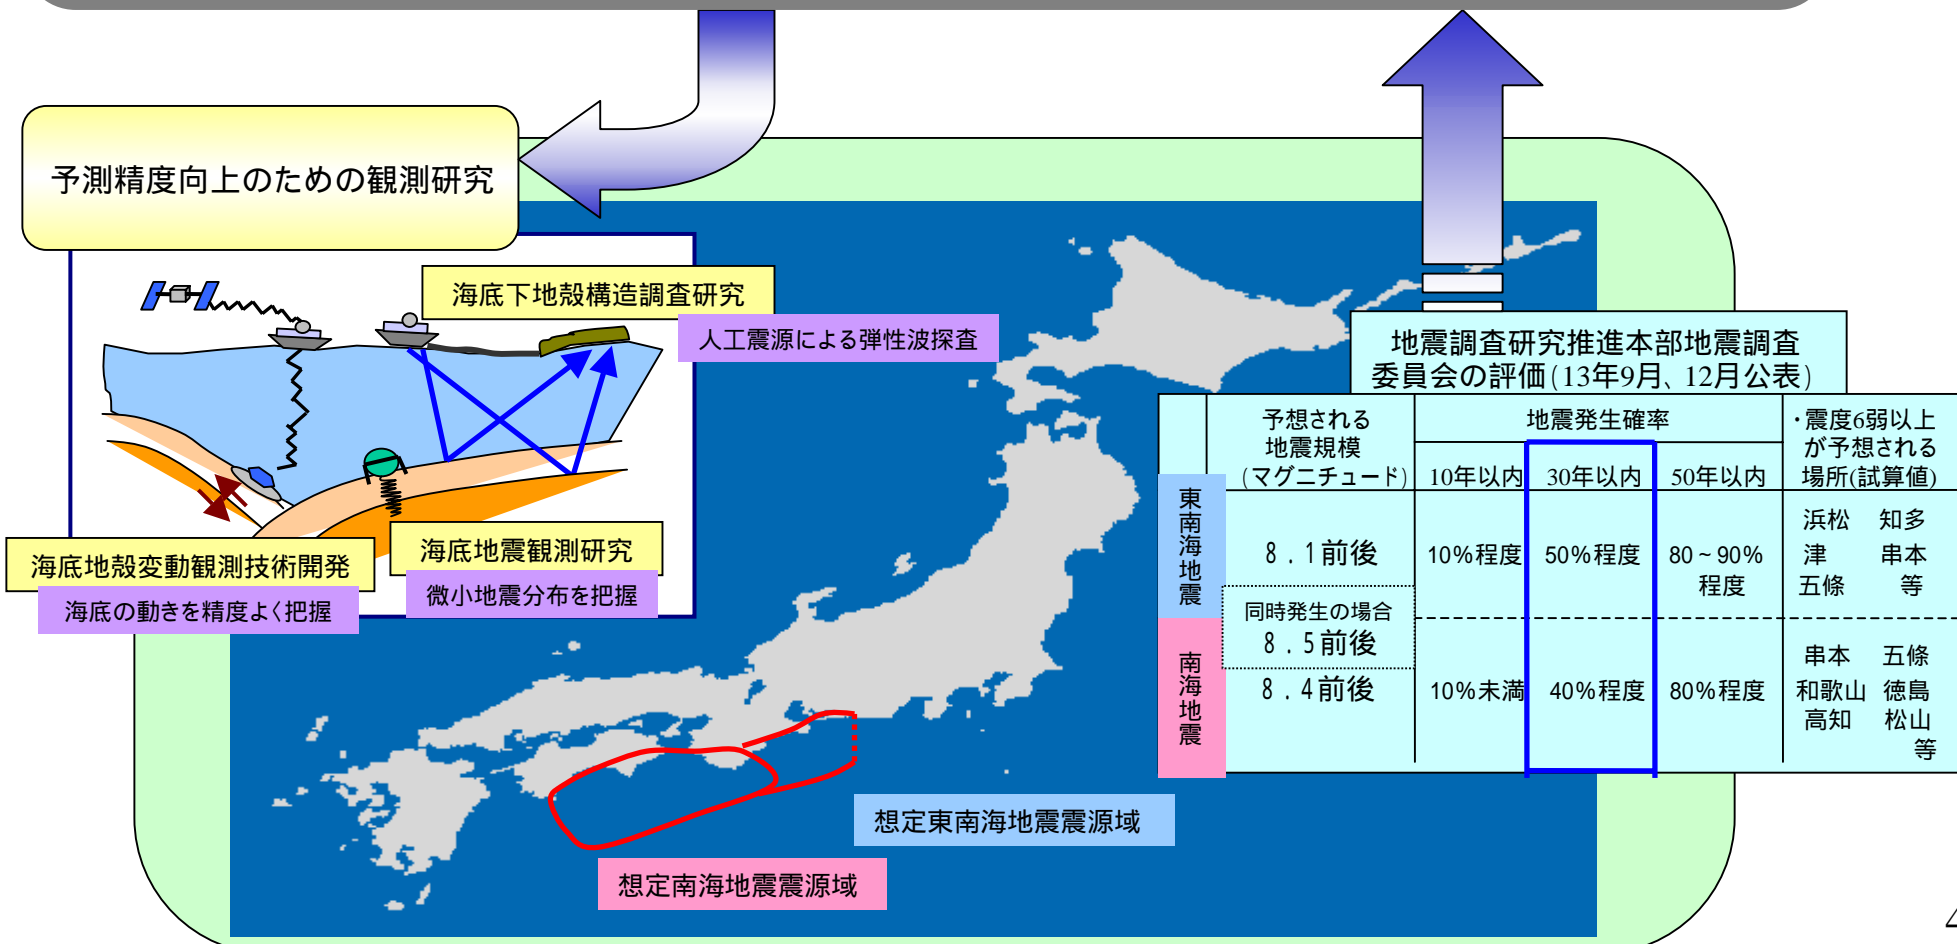 予測精度向上のための観測研究
海底下地殻構造調査研究
人工震源による弾性波探査
海底地殻変動観測技術開発
海底の動きを精度よく把握
海底地震観測研究
微小地震分布を把握
地震調査研究推進本部地震調査
委員会の評価(13年9月、12月公表)
予想される
地震規模
(マグニチュード)
地震発生確率
10年以内 30年以内 50年以内
・震度6弱以上
が予想される
場所(試算値)
東南海地震
8.1前後
10%程度 50%程度 80~90%
程度
浜松 知多
津 串本
五條 等
同時発生の場合
8.5前後
南海地震
8.4前後
10%未満 40%程度 80%程度
串本 五條
和歌山 徳島
高知 松山
等
想定東南海地震震源域
想定南海地震震源域